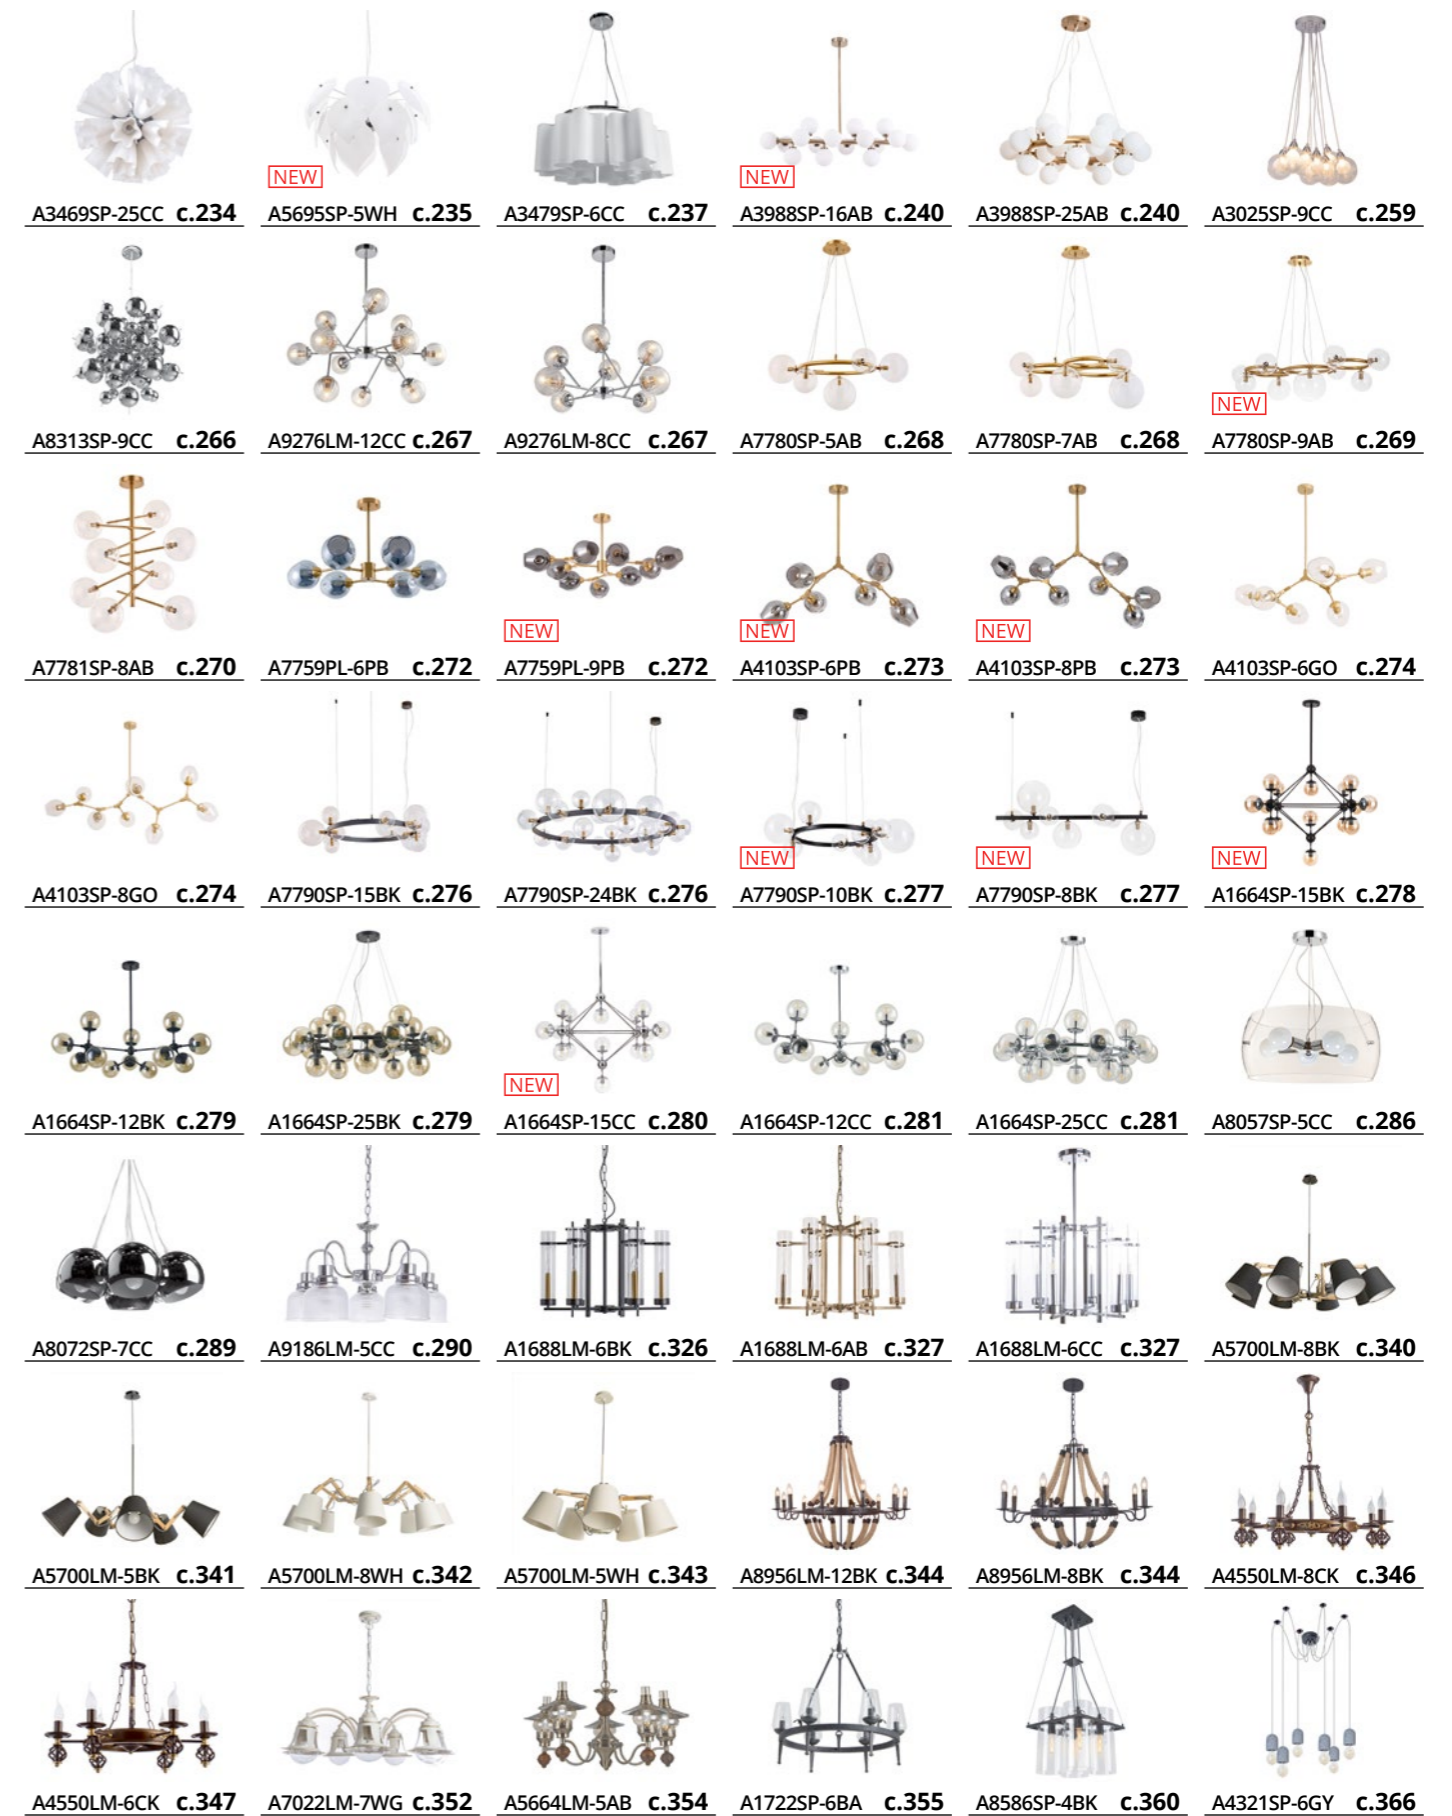 NEW NEW
A3469SP-25CC c.234 A5695SP-5WH c.235 A3479SP-6CC c.237 A3988SP-16AB c.240 A3988SP-25AB c.240 A3025SP-9CC c.259
NEW
A8313SP-9CC c.266 A9276LM-12CC c.267 A9276LM-8CC c.267 A7780SP-5AB c.268 A7780SP-7AB c.268 A7780SP-9AB c.269
NEW NEW NEW
A7781SP-8AB c.270 A7759PL-6PB c.272 A7759PL-9PB c.272 A4103SP-6PB c.273 A4103SP-8PB c.273 A4103SP-6GO c.274
NEW NEW NEW
A4103SP-8GO c.274 A7790SP-15BK c.276 A7790SP-24BK c.276 A7790SP-10BK c.277 A7790SP-8BK c.277 A1664SP-15BK c.278
NEW
A1664SP-12BK c.279 A1664SP-25BK c.279 A1664SP-15CC c.280 A1664SP-12CC c.281 A1664SP-25CC c.281 A8057SP-5CC c.286
A8072SP-7CC c.289 A9186LM-5CC c.290 A1688LM-6BK c.326 A1688LM-6AB c.327 A1688LM-6CC c.327 A5700LM-8BK c.340
A5700LM-5BK c.341 A5700LM-8WH c.342 A5700LM-5WH c.343 A8956LM-12BK c.344 A8956LM-8BK c.344 A4550LM-8CK c.346
A4550LM-6CK c.347 A7022LM-7WG c.352 A5664LM-5AB c.354 A1722SP-6BA c.355 A8586SP-4BK c.360 A4321SP-6GY c.366